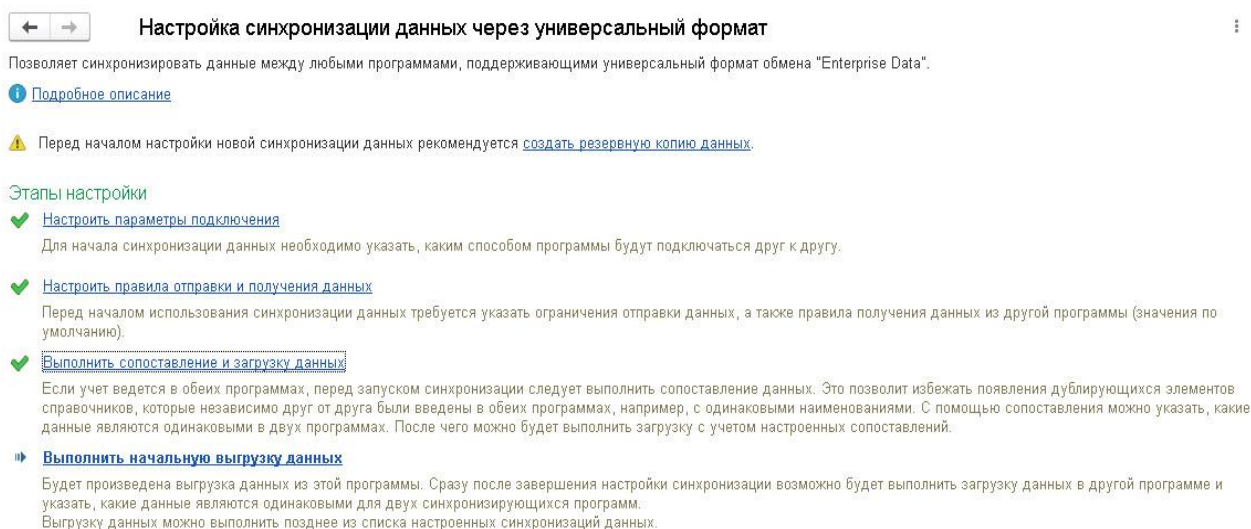 Настройка синхронизации данных через универсальный формат
Позволяет синхронизировать данные между любыми программами, поддерживающими универсальный формат обмена "Enterprise Data".
Подробное описание
Перед началом настройки новой синхронизации данных рекомендуется создать резервную копию данных.
Этапы настройки
Настроить параметры подключения
Для начала синхронизации данных необходимо указать, каким способом программы будут подключаться друг к другу.
Настроить правила отправки и получения данных
Перед началом использования синхронизации данных требуется указать ограничения отправки данных, а также правила получения данных из другой программы (значения по
умолчанию).
Выполнить сопоставление и загрузку данных
Если учет ведется в обеих программах, перед запуском синхронизации следует выполнить сопоставление данных. Это позволит избежать появления дублирующихся элементов
справочников, которые независимо друг от друга были введены в обеих программах, например, с одинаковыми наименованиями. С помощью сопоставления можно указать, какие
данные являются одинаковыми в двух программах. После чего можно будет выполнить загрузку с учетом настроенных сопоставлений.
Выполнить начальную выгрузку данных
Будет произведена выгрузка данных из этой программы. Сразу после завершения настройки синхронизации возможно будет выполнить загрузку данных в другой программе и
указать, какие данные являются одинаковыми для двух синхронизирующихся программ.
Выгрузку данных можно выполнить позднее из списка настроенных синхронизаций данных.